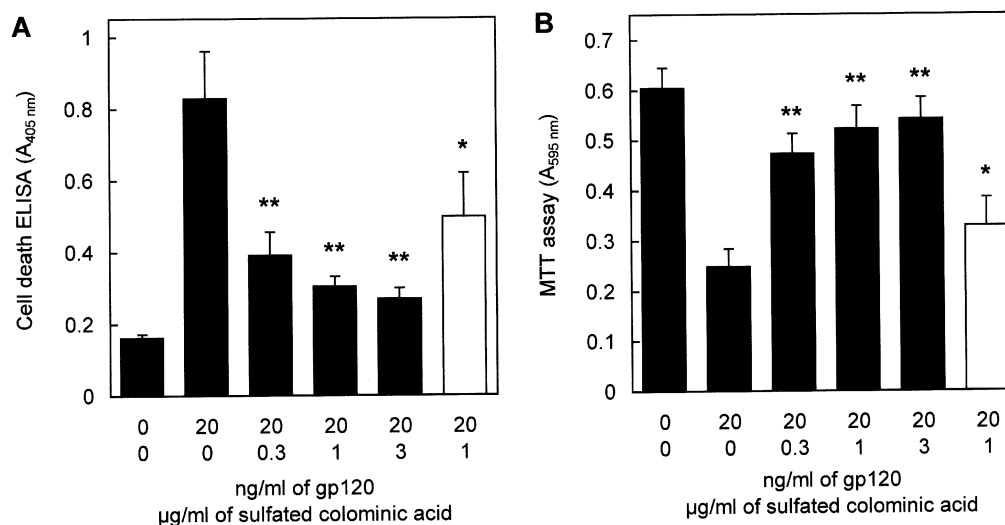 A
Cell death ELISA (A405 nm)
1
0.8
0.6
0.4
0.2
0
**
**
**
*
0 20 20 20 20 20
0 0 0.3 1 3 1
ng/ml of gp120
µg/ml of sulfated colominic acid
B
MTT assay (A595 nm)
0.7
0.6
0.5
0.4
0.3
0.2
0.1
0
**
**
**
*
0 20 20 20 20 20
0 0 0.3 1 3 1
ng/ml of gp120
µg/ml of sulfated colominic acid